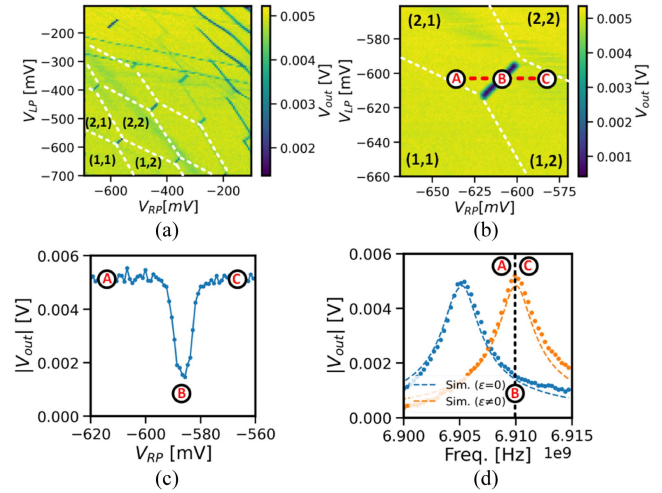 −200
−300
−400
−500
−600
−700
V_LP [mV]
−600
−400
−200
V_RP[mV]
(2,1)
(2,2)
(1,1)
(1,2)
0.005
0.004
0.003
0.002
V_out [V]
(a)
−580
−600
−620
−640
−660
V_LP [mV]
−650
−620
−600
−570
V_RP[mV]
(2,1)
(2,2)
A
B
C
(1,1)
(1,2)
0.005
0.004
0.003
0.002
0.001
V_out [V]
(b)
0.006
0.004
0.002
0.000
|V_out| [V]
A
C
B
−620
−600
−580
−560
V_RP [mV]
(c)
0.006
0.004
0.002
0.000
|V_out| [V]
A
C
Sim. (ε=0)
Sim. (ε≠0)
B
6.900
6.905
6.910
6.915
Freq. [Hz]
1e9
(d)